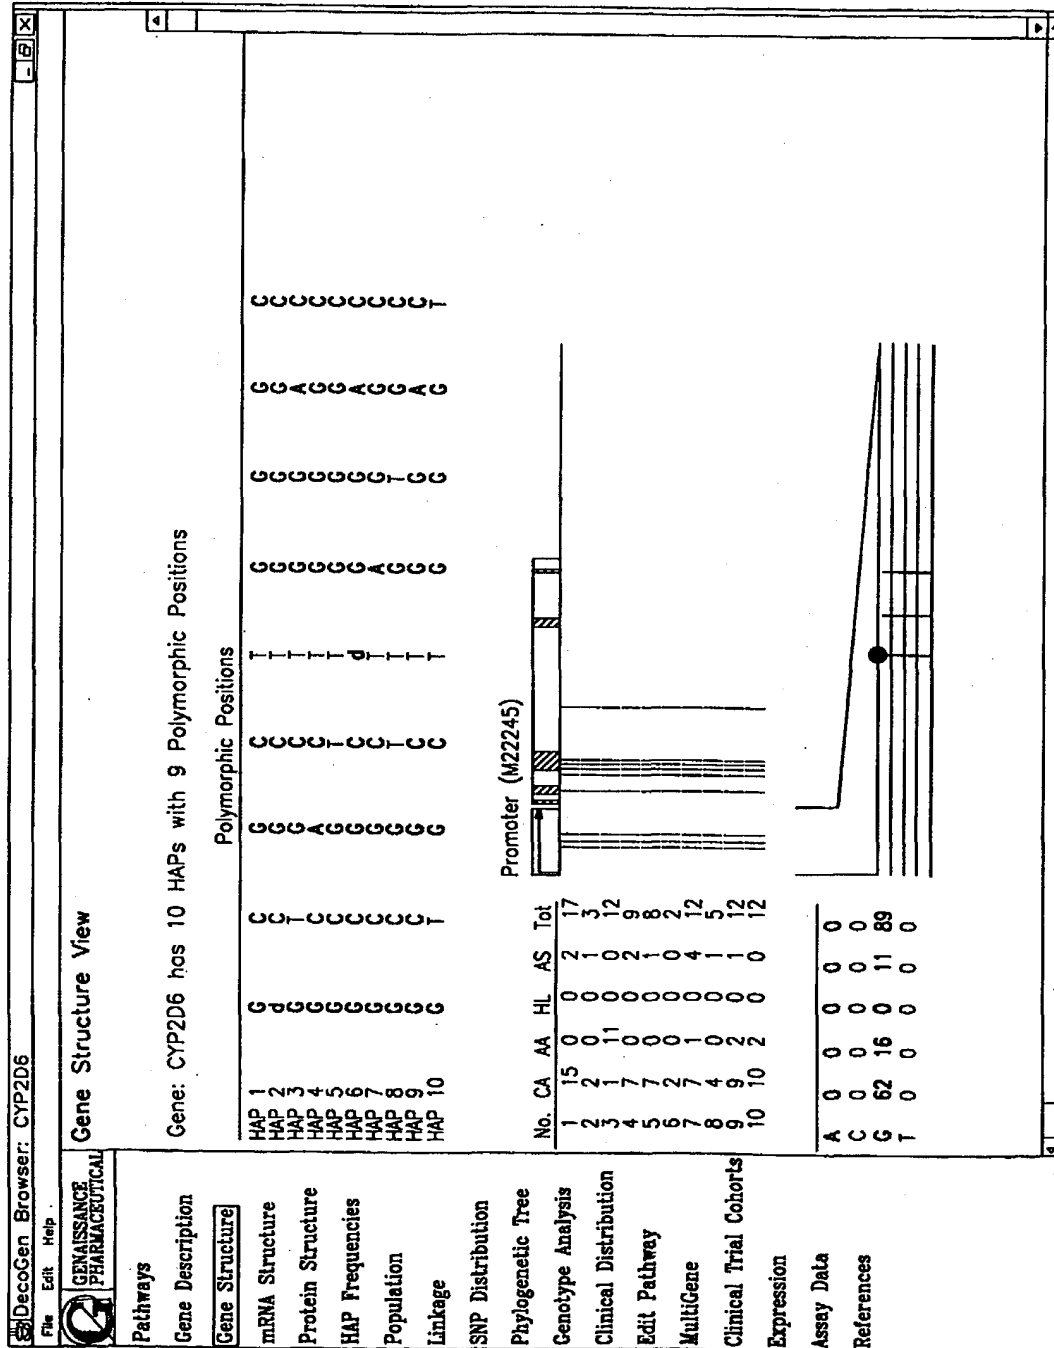 DecoGen Browser: CYP2D6
File Edit Help
GENAISSANCE
PHARMACEUTICAL
Pathways
Gene Description
Gene Structure
mRNA Structure
Protein Structure
HAP Frequencies
Population
Linkage
SNP Distribution
Phylogenetic Tree
Genotype Analysis
Clinical Distribution
Edit Pathway
MultiGene
Clinical Trial Cohorts
Expression
Assay Data
References
Gene Structure View
Gene: CYP2D6 has 10 HAPs with 9 Polymorphic Positions
Polymorphic Positions
HAP 1 G C G C T G G G C
HAP 2 d C G C T G G G C
HAP 3 G T G C T G G A C
HAP 4 G C A C T G G G C
HAP 5 G C G T T G G G C
HAP 6 G C G C d G G A C
HAP 7 G C G C T A G G C
HAP 8 G C G T T G T G C
HAP 9 G C G C T G G A C
HAP 10 G T G C T G G G T
Promoter (M22245)
No. CA AA HL AS Tot
1 15 0 0 2 17
2 2 0 0 1 3
3 1 11 0 0 12
4 7 0 0 2 9
5 7 0 0 1 8
6 2 0 0 0 2
7 7 1 0 4 12
8 4 0 0 1 5
9 9 2 0 1 12
10 10 2 0 0 12
A 0 0 0 0 0
C 0 0 0 0 0
G 62 16 0 11 89
T 0 0 0 0 0